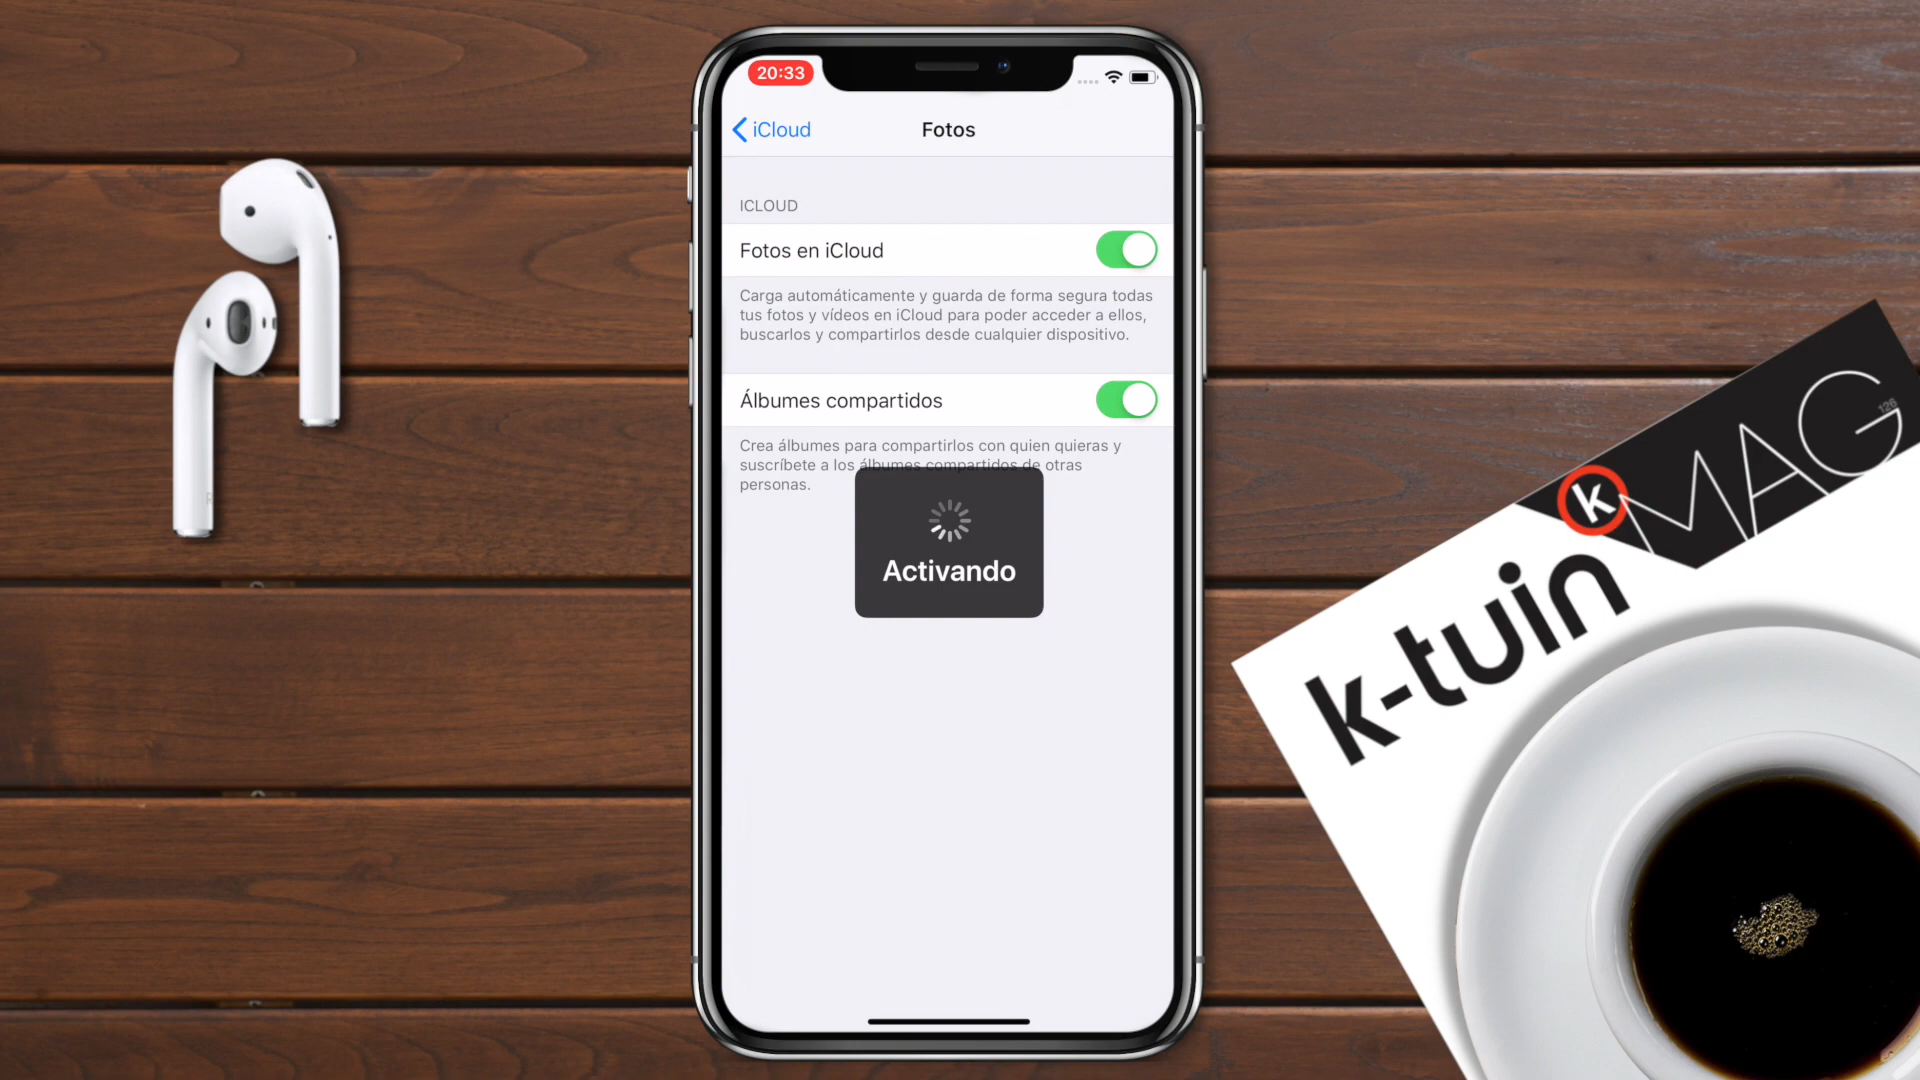 20:33
iCloud
Fotos
ICLOUD
Fotos en iCloud
Carga automáticamente y guarda de forma segura todas
tus fotos y vídeos en iCloud para poder acceder a ellos,
buscarlos y compartirlos desde cualquier dispositivo.
Álbumes compartidos
Crea álbumes para compartirlos con quien quieras y
suscríbete a los álbumes compartidos de otras
personas.
Activando
k MAG 126
k-tuin